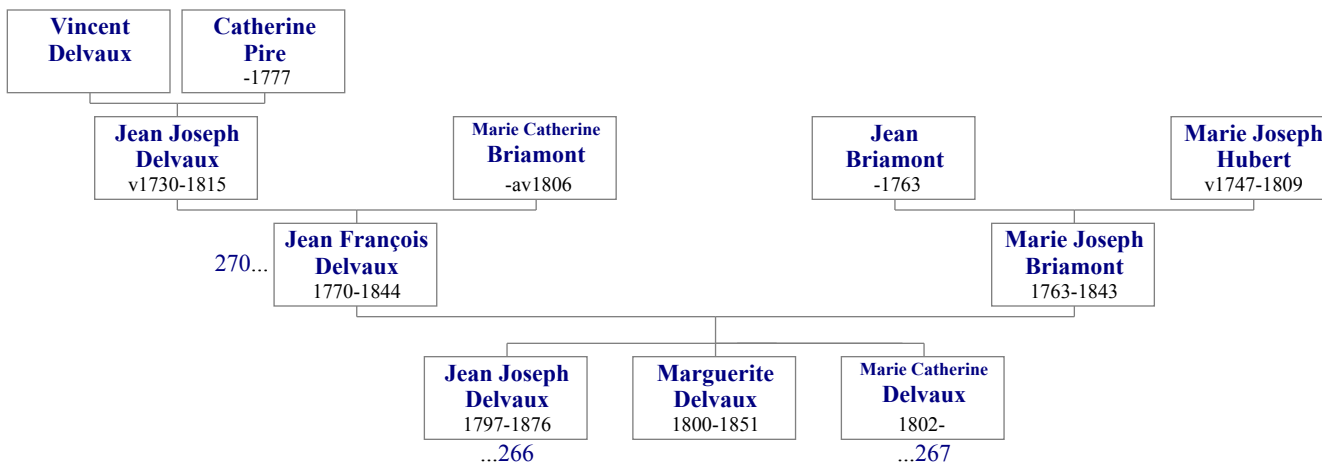 Vincent
Delvaux
Catherine
Pire
-1777
Jean Joseph
Delvaux
v1730-1815
Marie Catherine
Briamont
-av1806
Jean
Briamont
-1763
Marie Joseph
Hubert
v1747-1809
270...
Jean François
Delvaux
1770-1844
Marie Joseph
Briamont
1763-1843
Jean Joseph
Delvaux
1797-1876
...266
Marguerite
Delvaux
1800-1851
Marie Catherine
Delvaux
1802-
...267